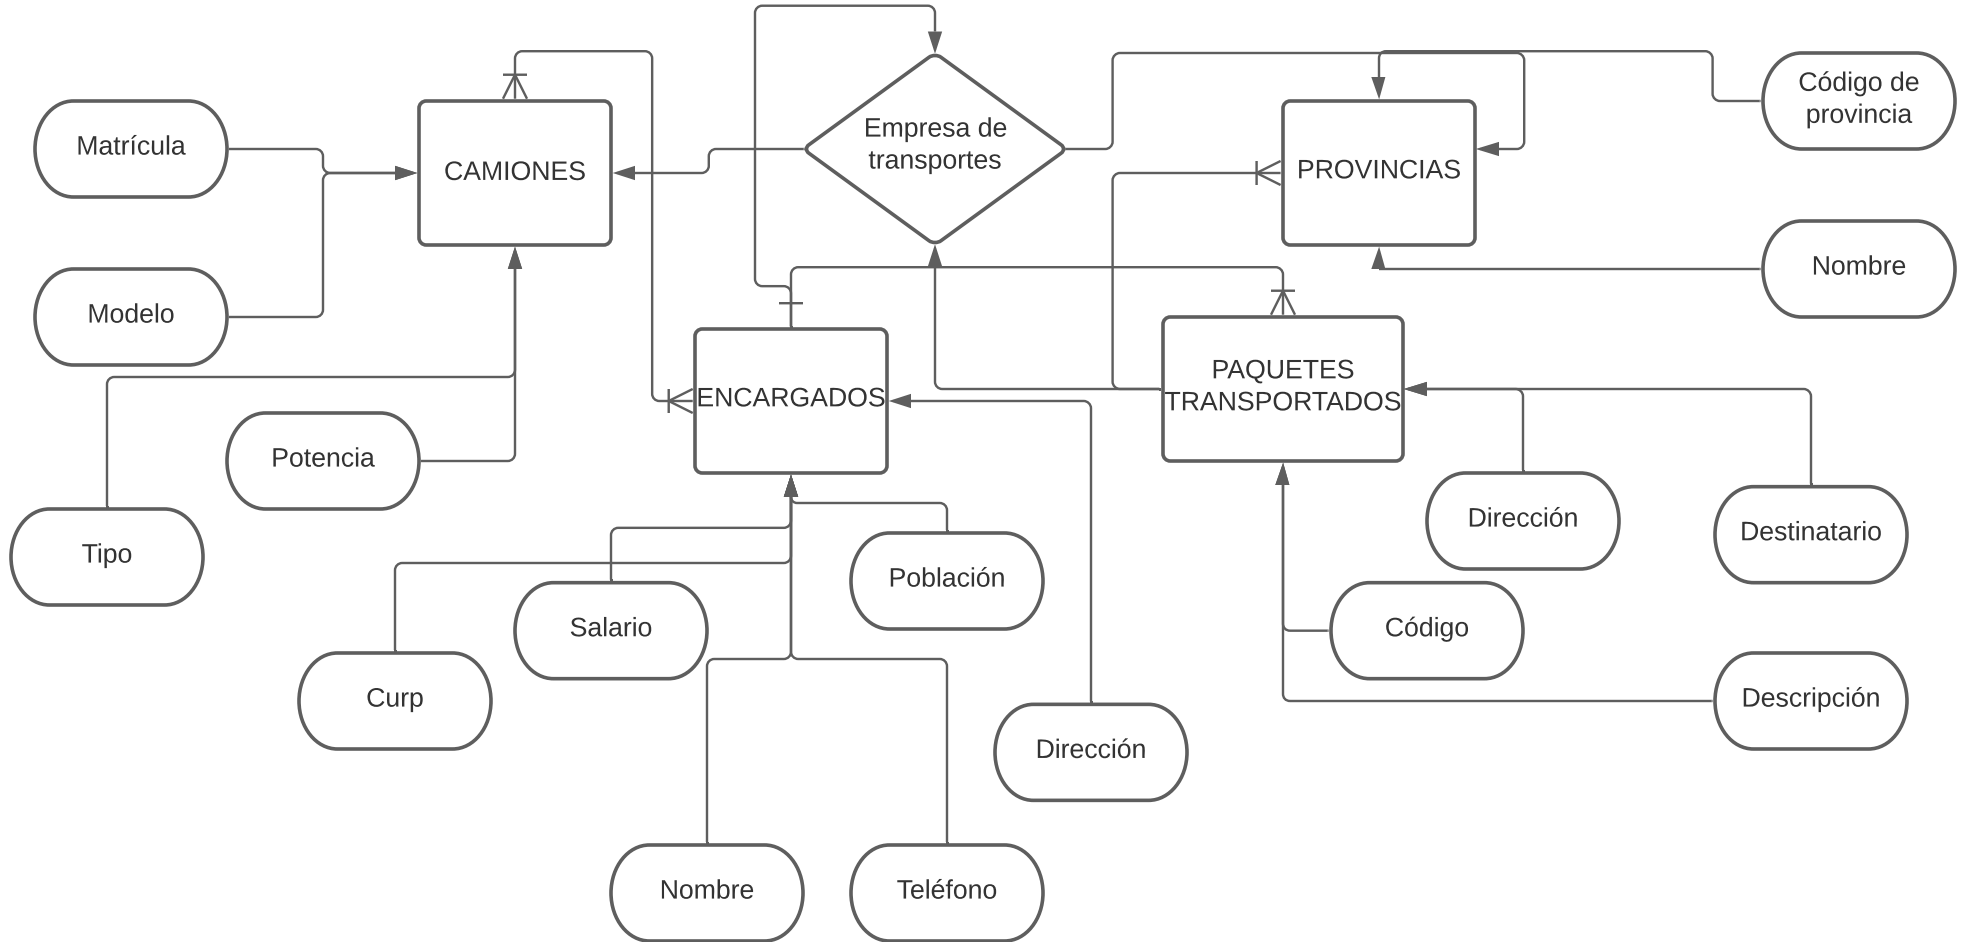 Código de
provincia
Empresa de
transportes
Matrícula
CAMIONES
PROVINCIAS
Nombre
Modelo
PAQUETES
TRANSPORTADOS
ENCARGADOS
Potencia
Dirección
Destinatario
Tipo
Población
Salario
Código
Curp
Descripción
Dirección
Nombre
Teléfono